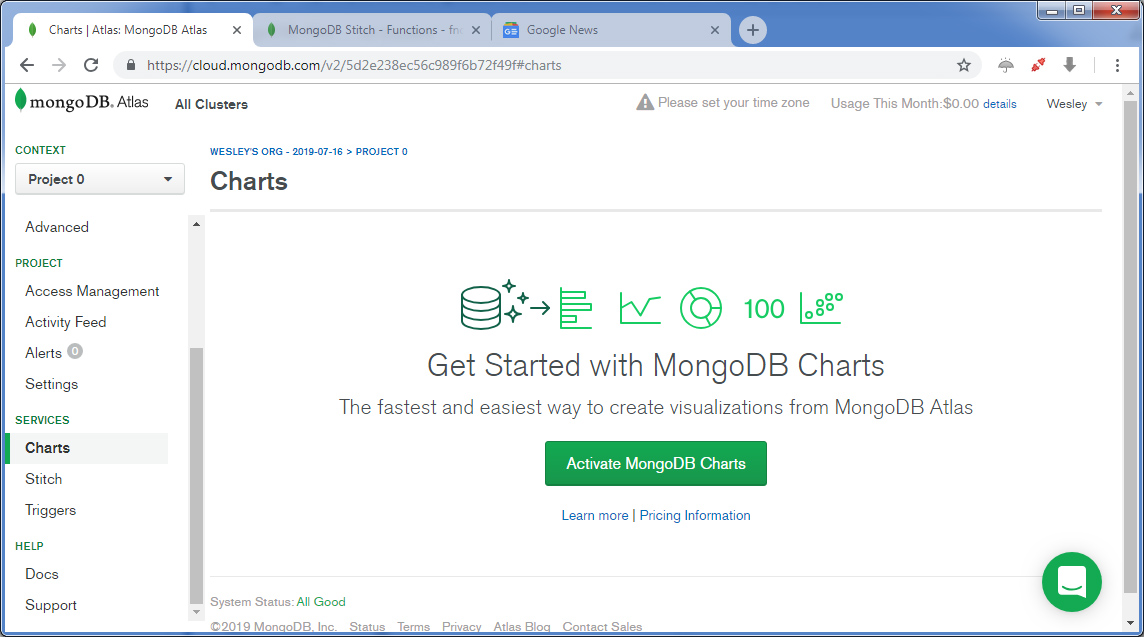 Charts | Atlas: MongoDB Atlas
MongoDB Stitch - Functions -
Google News
https://cloud.mongodb.com/v2/5d2e238ec56c989f6b72f49f#charts
mongoDB. Atlas
All Clusters
Please set your time zone
Usage This Month:$0.00 details
Wesley
CONTEXT
Project 0
Advanced
PROJECT
Access Management
Activity Feed
Alerts 0
Settings
SERVICES
Charts
Stitch
Triggers
HELP
Docs
Support
WESLEY'S ORG - 2019-07-16 > PROJECT 0
Charts
100
Get Started with MongoDB Charts
The fastest and easiest way to create visualizations from MongoDB Atlas
Activate MongoDB Charts
Learn more | Pricing Information
System Status: All Good
©2019 MongoDB, Inc. Status Terms Privacy Atlas Blog Contact Sales